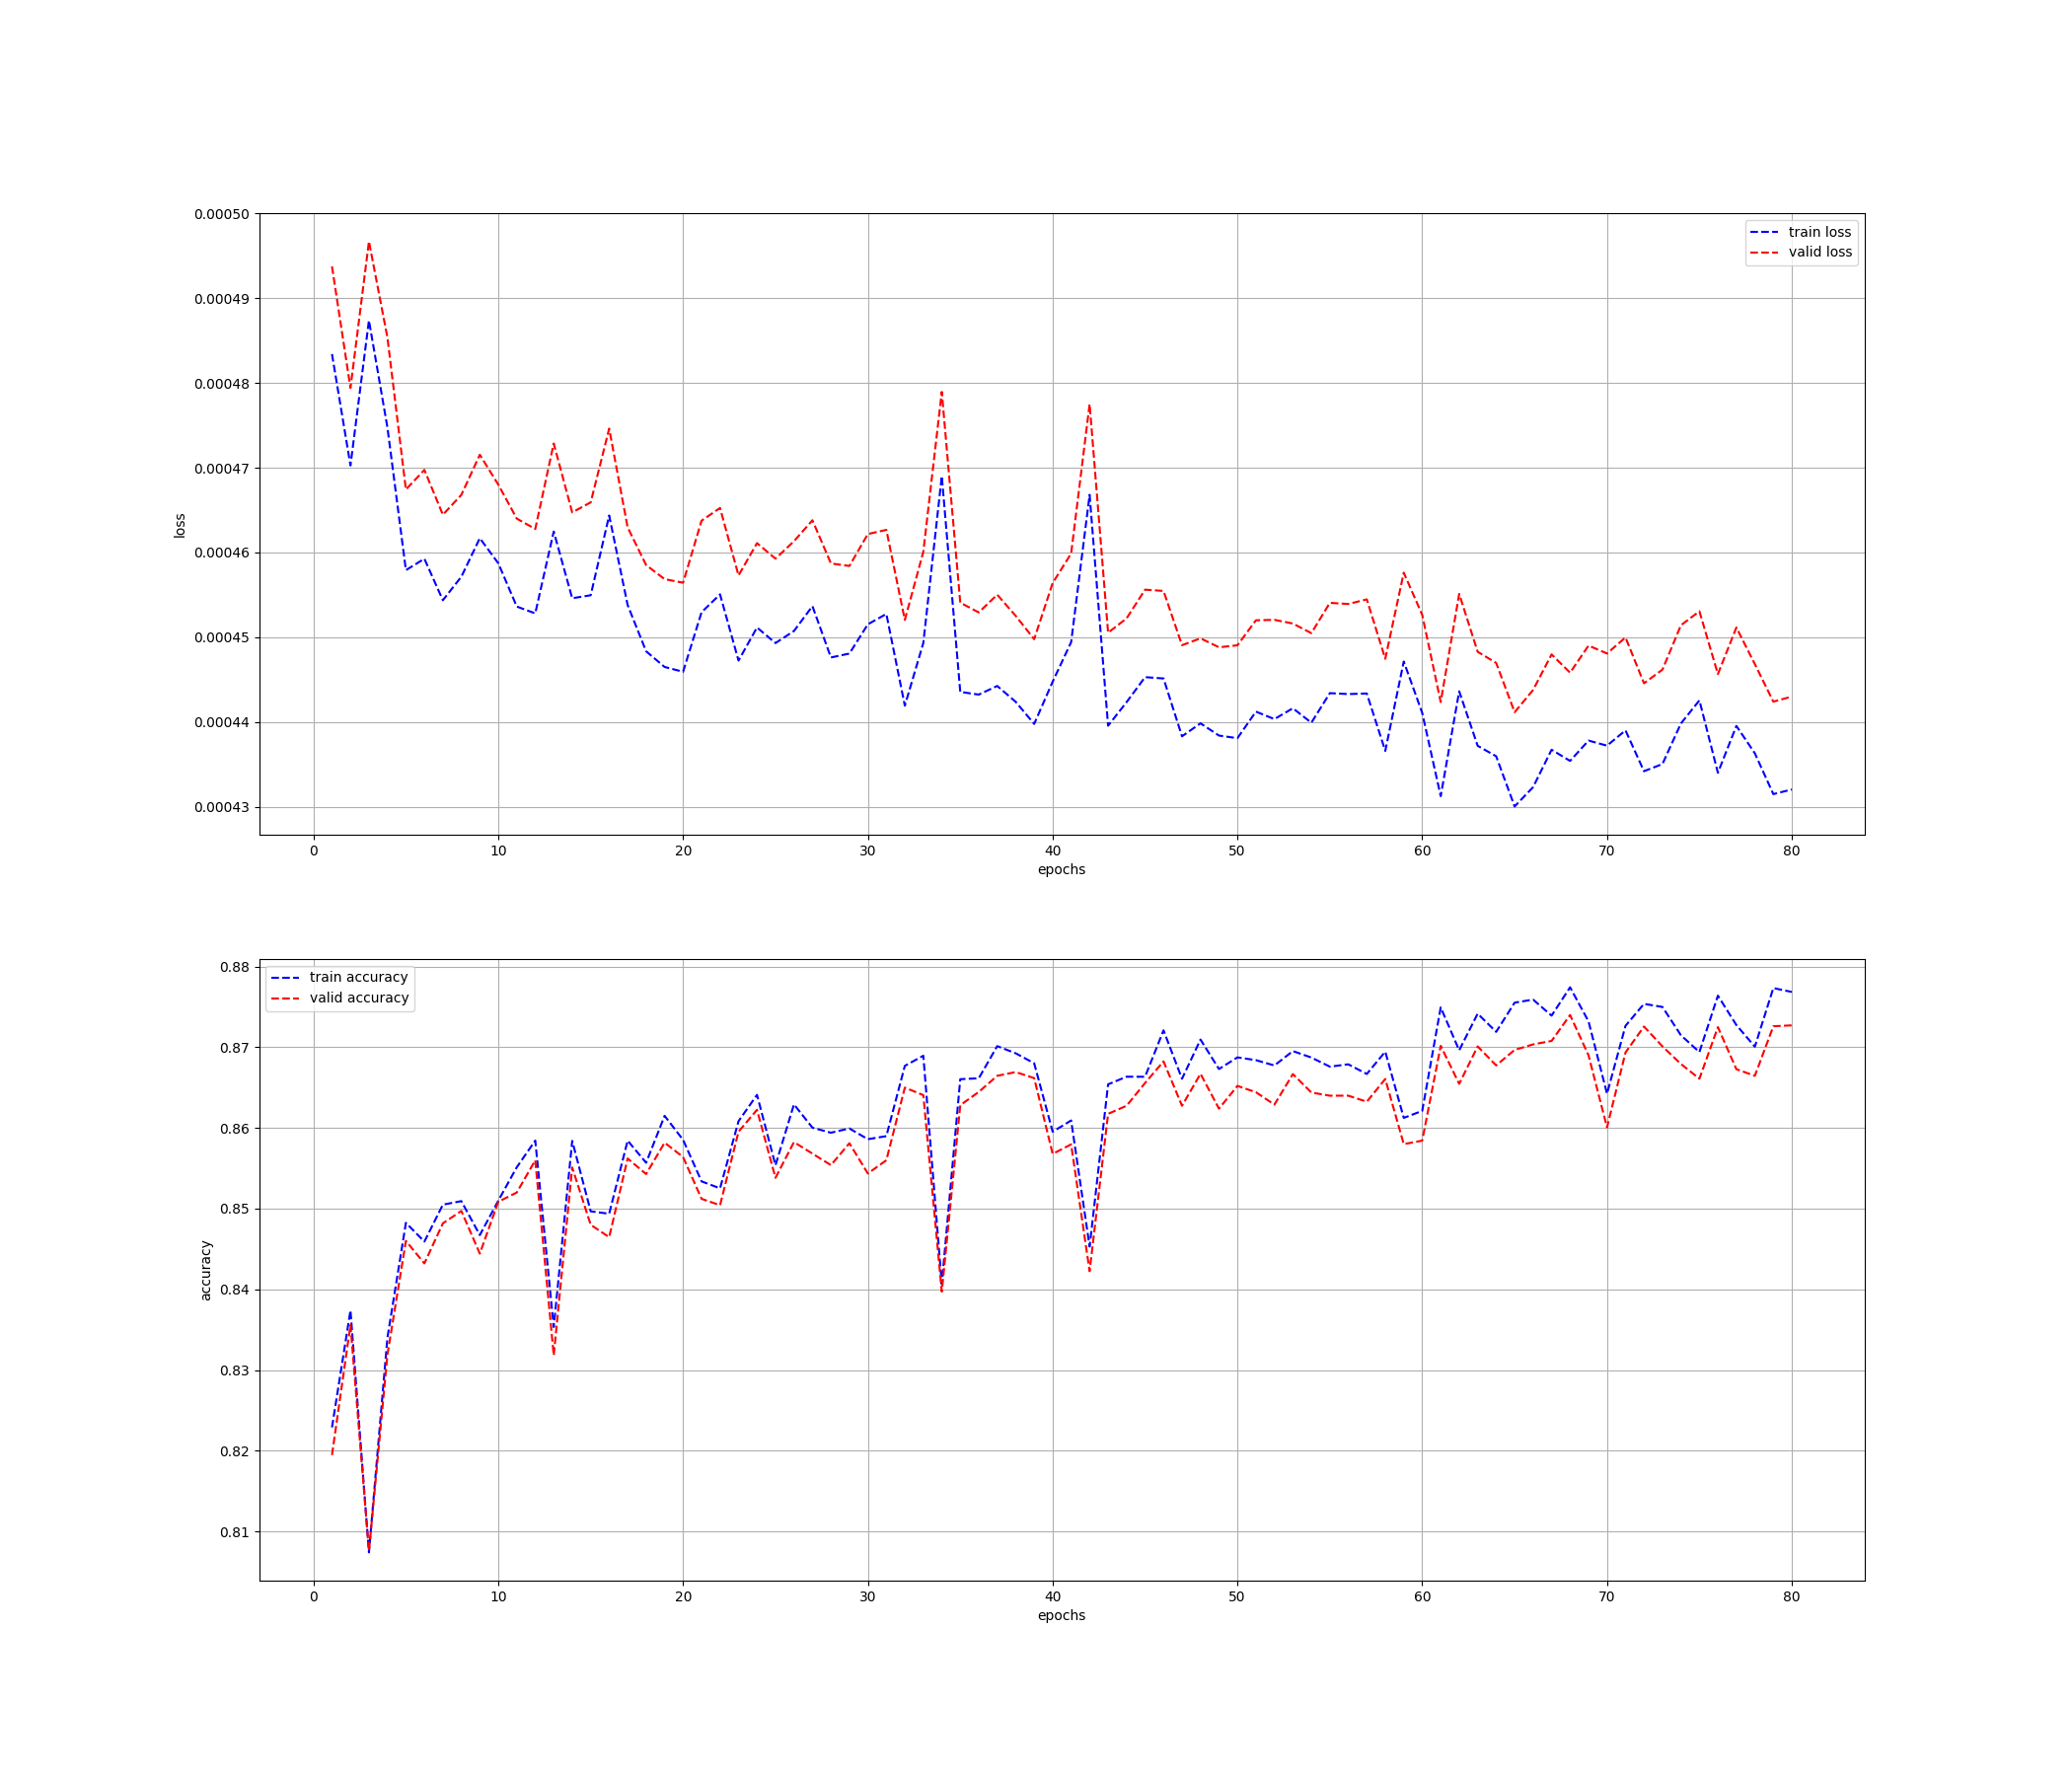 0.00050
0.00049
0.00048
0.00047
0.00046
0.00045
0.00044
0.00043
loss
train loss
valid loss
0 10 20 30 40 50 60 70 80
epochs
0.88
0.87
0.86
0.85
0.84
0.83
0.82
0.81
accuracy
train accuracy
valid accuracy
0 10 20 30 40 50 60 70 80
epochs